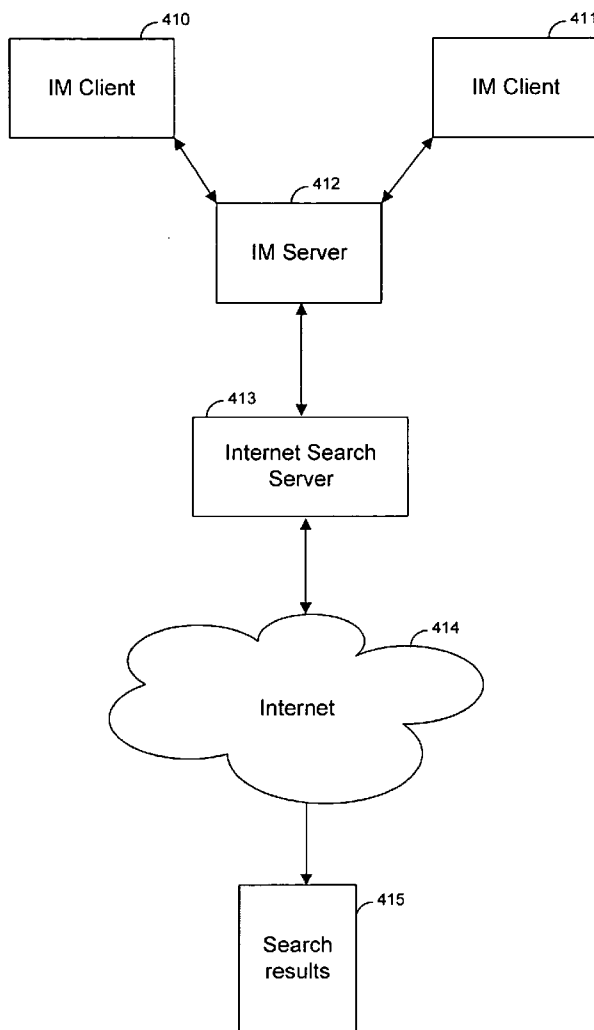 410
411
IM Client
IM Client
412
IM Server
413
Internet Search
Server
414
Internet
415
Search
results